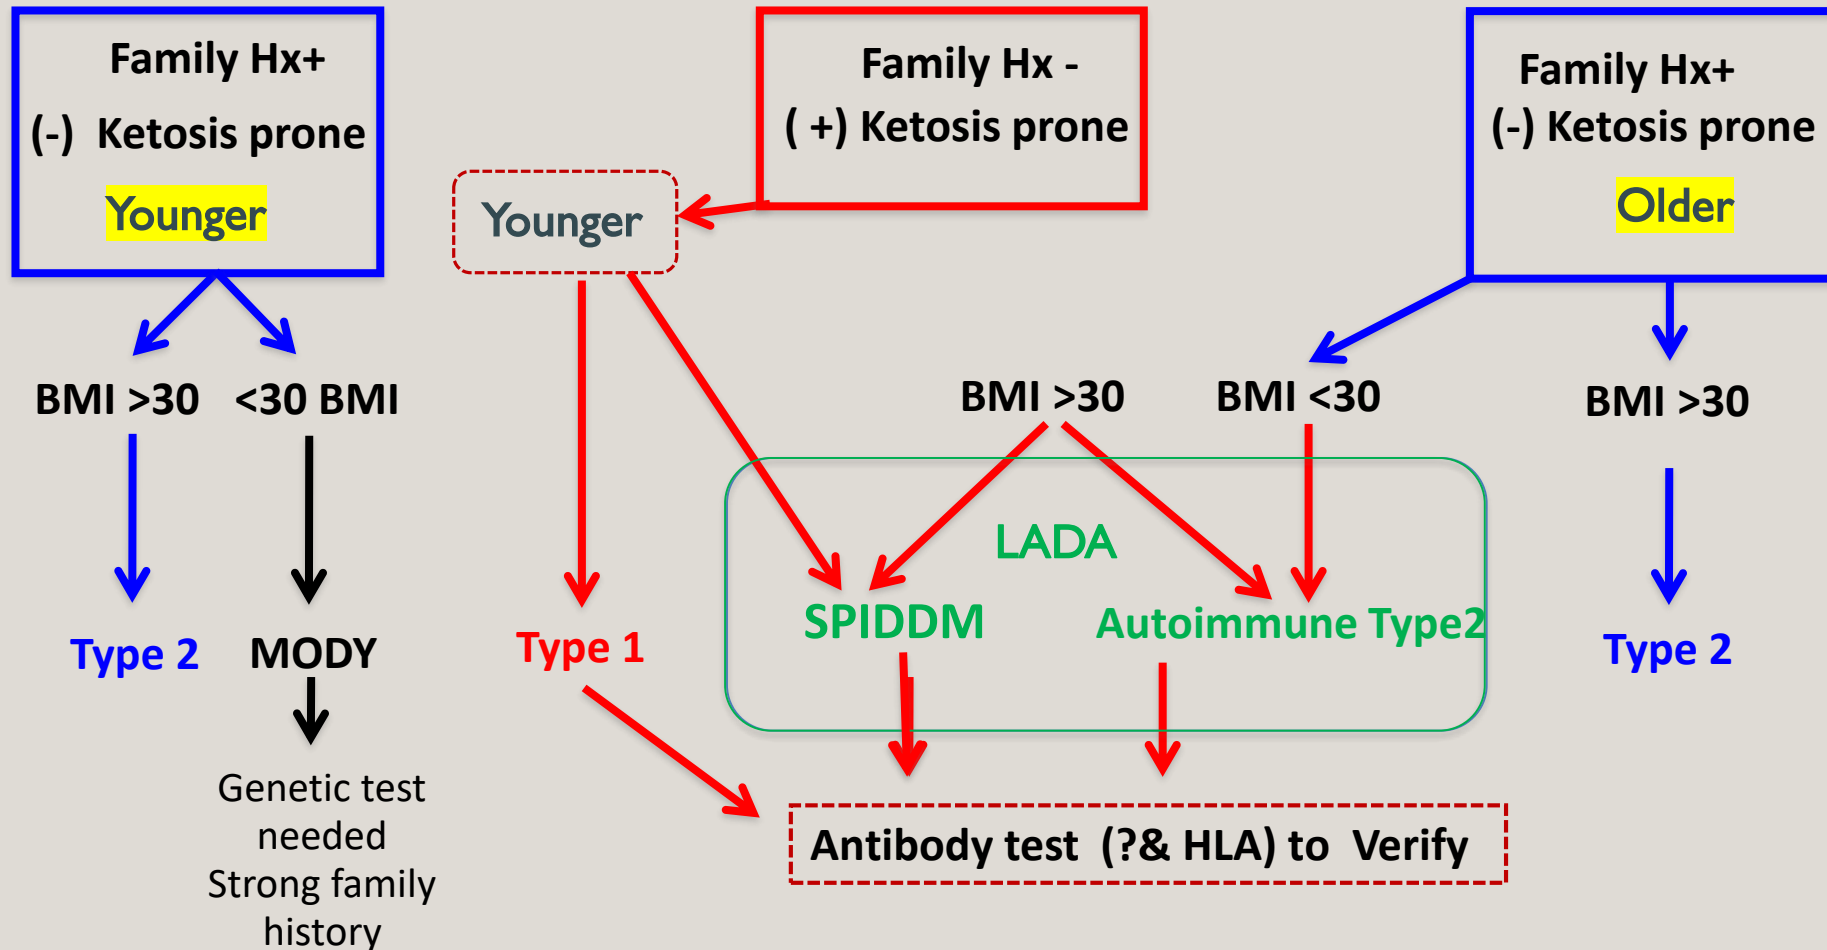 Family Hx+
(-) Ketosis prone
Younger
Family Hx -
( +) Ketosis prone
Younger
Family Hx+
(-) Ketosis prone
Older
BMI >30
<30 BMI
BMI >30
BMI <30
BMI >30
LADA
SPIDDM
Autoimmune Type2
Type 2
MODY
Type 1
Type 2
Genetic test
needed
Strong family
history
Antibody test (?& HLA) to Verify